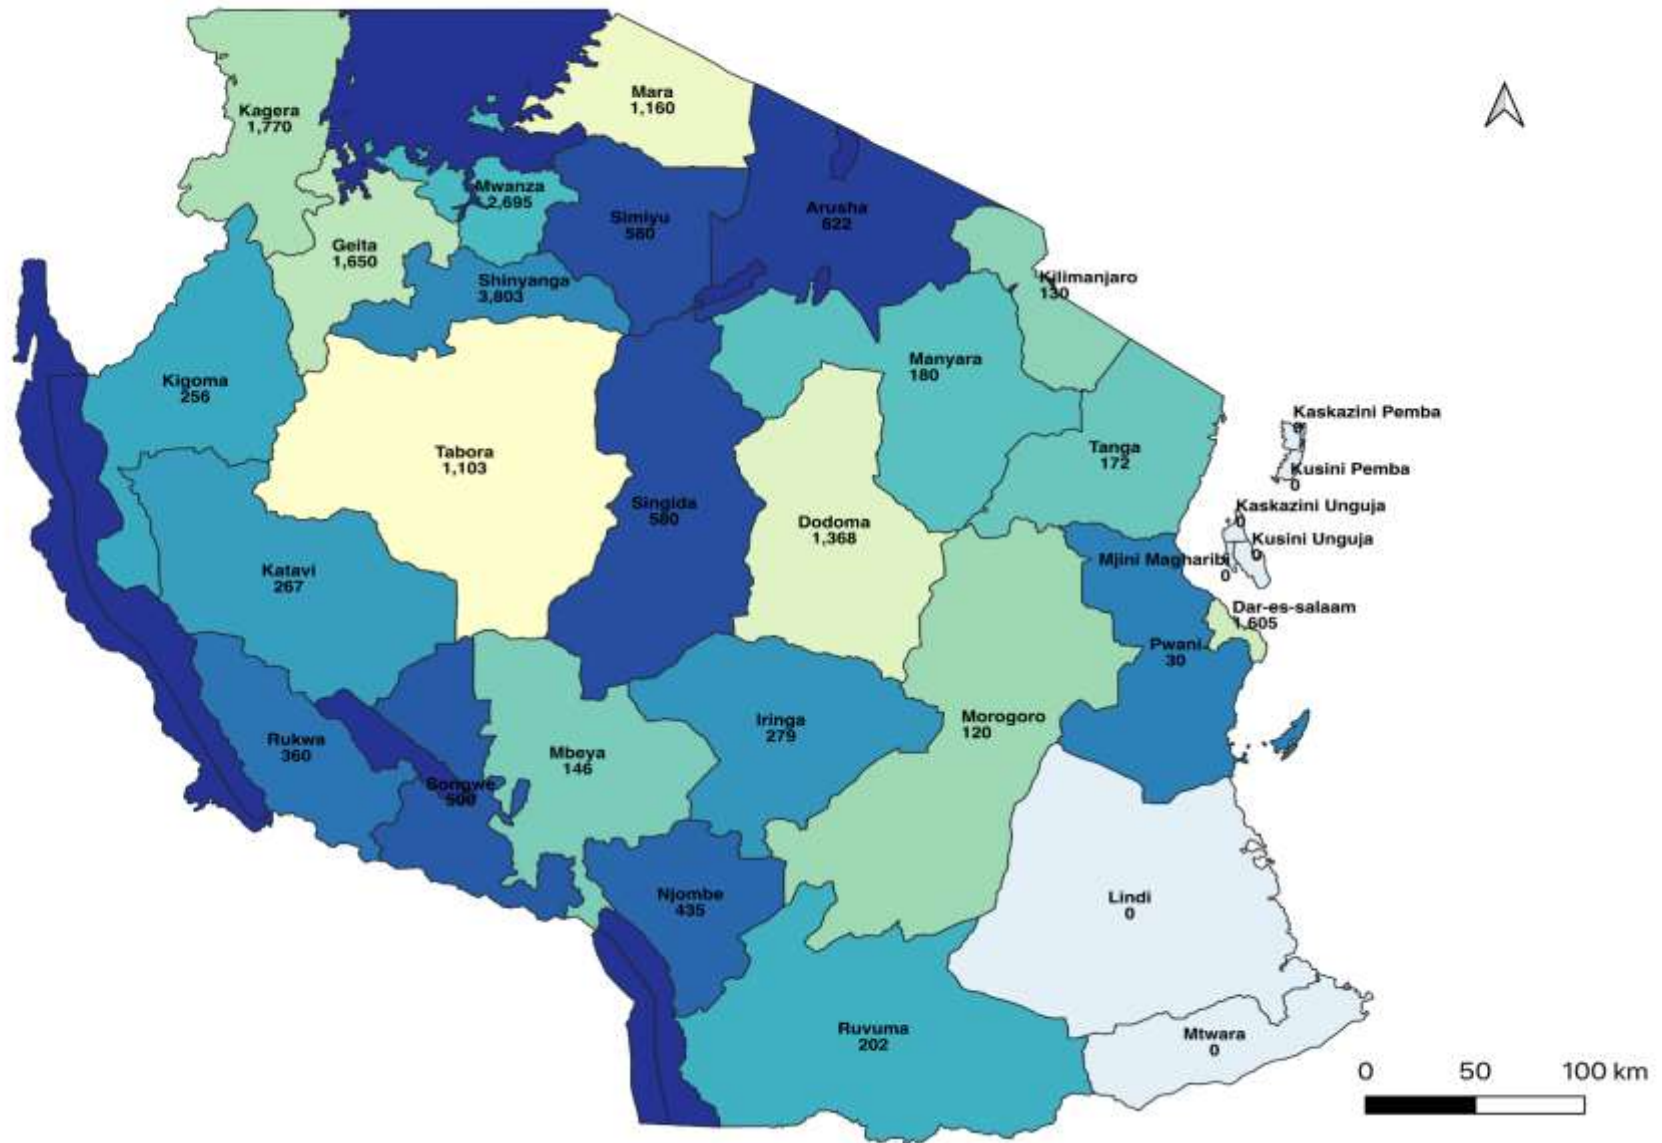 Kagera
1,770
Mara
1,160
Mwanza
2,695
Simiyu
580
Arusha
622
Geita
1,650
Shinyanga
3,803
Kilimanjaro
130
Kigoma
256
Manyara
180
Tabora
1,103
Tanga
172
Kaskazini Pemba
0
Kusini Pemba
0
Singida
580
Dodoma
1,368
Kaskazini Unguja
0
Kusini Unguja
0
Mjini Magharibi
0
Katavi
267
Dar-es-salaam
1,605
Pwani
30
Rukwa
360
Iringa
279
Morogoro
120
Mbeya
146
Songwe
500
Njombe
435
Lindi
0
Ruvuma
202
Mtwara
0
0 50 100 km